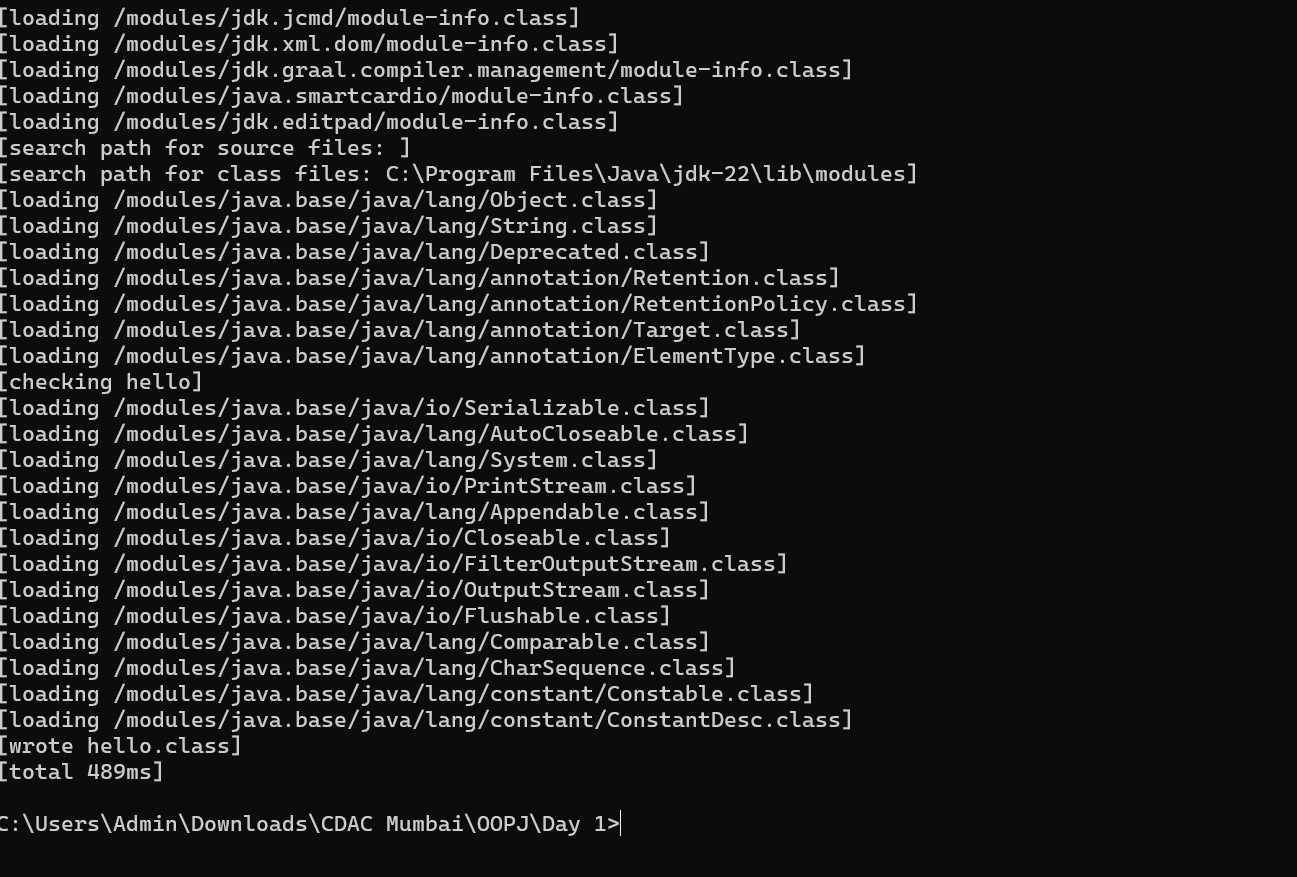 [loading /modules/jdk.jcmd/module-info.class]
[loading /modules/jdk.xml.dom/module-info.class]
[loading /modules/jdk.graal.compiler.management/module-info.class]
[loading /modules/java.smartcardio/module-info.class]
[loading /modules/jdk.editpad/module-info.class]
[search path for source files: ]
[search path for class files: C:\Program Files\Java\jdk-22\lib\modules]
[loading /modules/java.base/java/lang/Object.class]
[loading /modules/java.base/java/lang/String.class]
[loading /modules/java.base/java/lang/Deprecated.class]
[loading /modules/java.base/java/lang/annotation/Retention.class]
[loading /modules/java.base/java/lang/annotation/RetentionPolicy.class]
[loading /modules/java.base/java/lang/annotation/Target.class]
[loading /modules/java.base/java/lang/annotation/ElementType.class]
[checking hello]
[loading /modules/java.base/java/io/Serializable.class]
[loading /modules/java.base/java/lang/AutoCloseable.class]
[loading /modules/java.base/java/lang/System.class]
[loading /modules/java.base/java/io/PrintStream.class]
[loading /modules/java.base/java/lang/Appendable.class]
[loading /modules/java.base/java/io/Closeable.class]
[loading /modules/java.base/java/io/FilterOutputStream.class]
[loading /modules/java.base/java/io/OutputStream.class]
[loading /modules/java.base/java/io/Flushable.class]
[loading /modules/java.base/java/lang/Comparable.class]
[loading /modules/java.base/java/lang/CharSequence.class]
[loading /modules/java.base/java/lang/constant/Constable.class]
[loading /modules/java.base/java/lang/constant/ConstantDesc.class]
[wrote hello.class]
[total 489ms]
C:\Users\Admin\Downloads\CDAC Mumbai\OOPJ\Day 1>